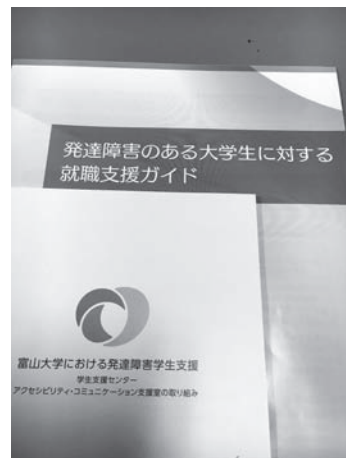 発達障害のある大学生に対する
就職支援ガイド
富山大学における発達障害学生支援
学生支援センター
アクセシビリティ・コミュニケーション支援室の取り組み